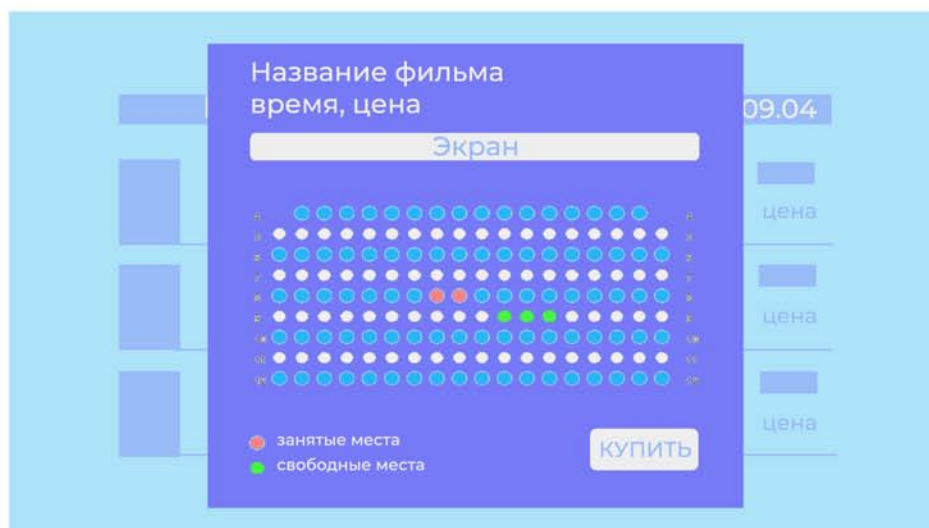 Название фильма
время, цена
09.04
Экран
цена
цена
цена
занятые места
свободные места
КУПИТЬ